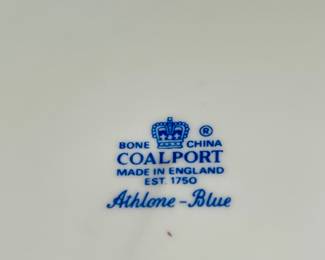 BONE CHINA ®
COALPORT
MADE IN ENGLAND
EST. 1750
Athlone - Blue